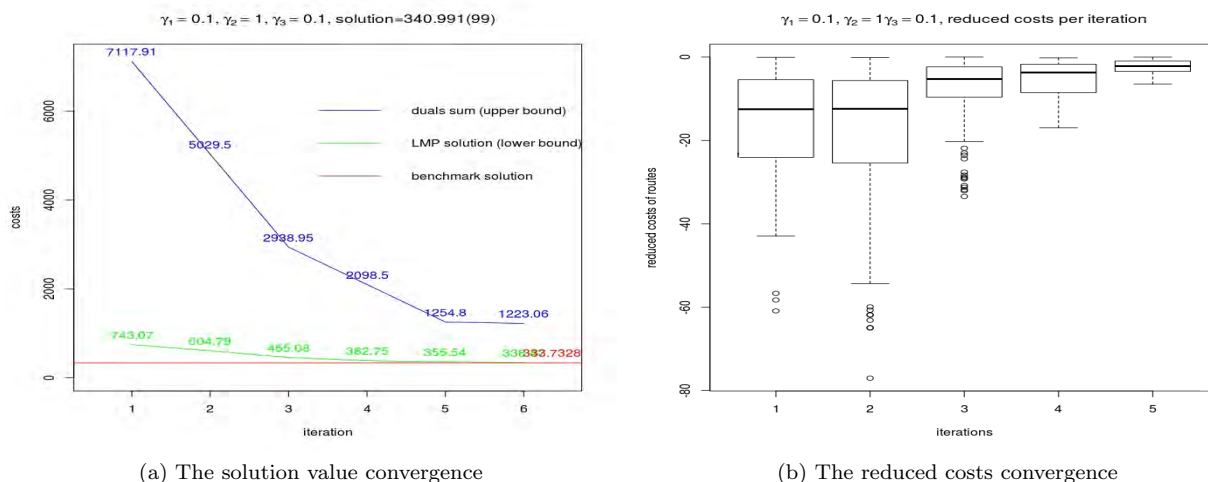 γ₁ = 0.1, γ₂ = 1, γ₃ = 0.1, solution=340.991(99)
7117.91
5029.5
2938.95
2098.5
1254.8
1223.06
743.07
604.79
382.75
355.54
duals sum (upper bound)
LMP solution (lower bound)
benchmark solution
costs
0
2000
4000
6000
1 2 3 4 5 6
iteration
(a) The solution value convergence
γ₁ = 0.1, γ₂ = 1γ₃ = 0.1, reduced costs per iteration
reduced costs of routes
0
-20
-40
-60
-80
1 2 3 4 5
iterations
(b) The reduced costs convergence